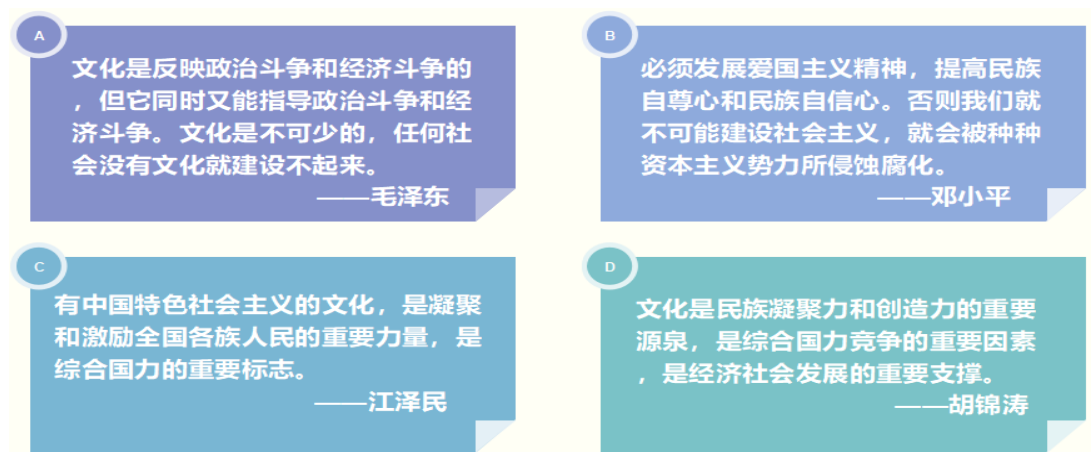 A
文化是反映政治斗争和经济斗争的
，但它同时又能指导政治斗争和经
济斗争。文化是不可少的，任何社
会没有文化就建设不起来。
——毛泽东
B
必须发展爱国主义精神，提高民族
自尊心和民族自信心。否则我们就
不可能建设社会主义，就会被种种
资本主义势力所侵蚀腐化。
——邓小平
C
有中国特色社会主义的文化，是凝聚
和激励全国各族人民的重要力量，是
综合国力的重要标志。
——江泽民
D
文化是民族凝聚力和创造力的重要
源泉，是综合国力竞争的重要因素
，是经济社会发展的重要支撑。
——胡锦涛